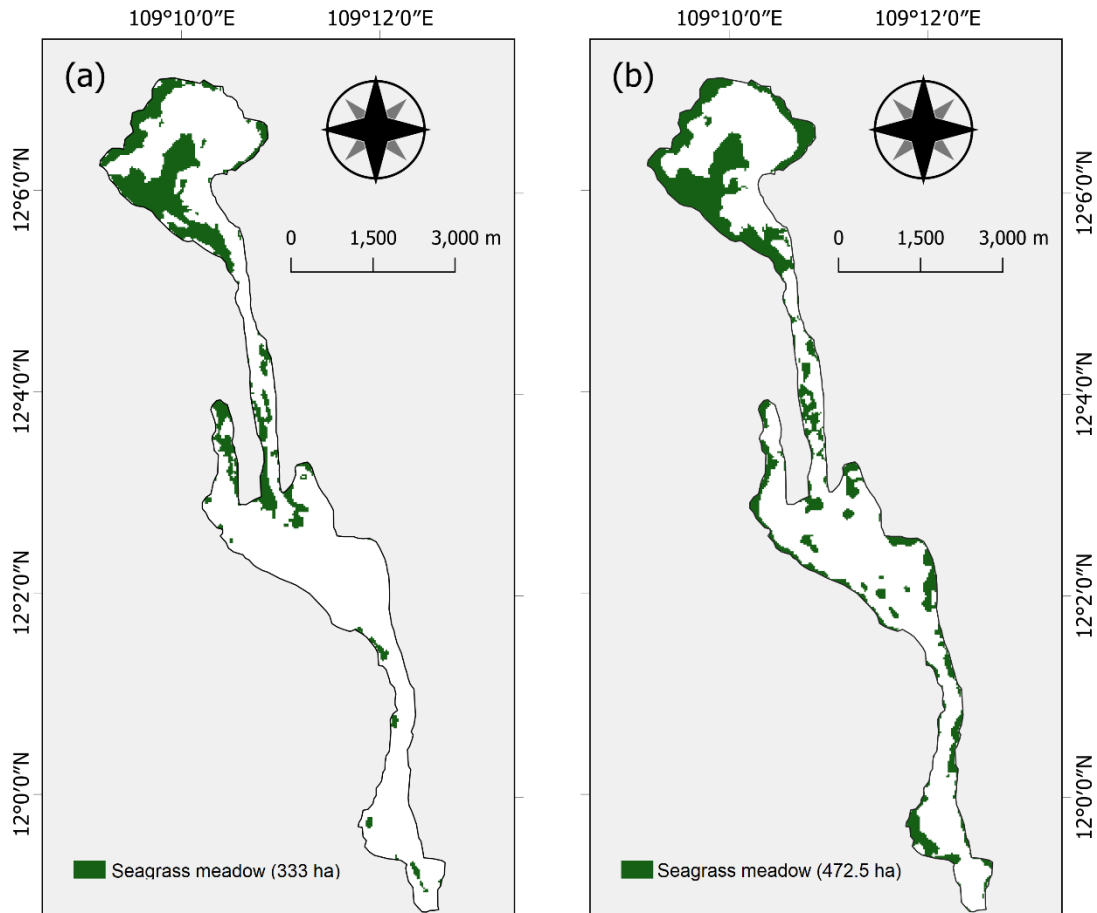 109°10′0″E 109°12′0″E 109°10′0″E 109°12′0″E
(a) (b)
12°6′0″N 12°6′0″N
0 1,500 3,000 m 0 1,500 3,000 m
12°4′0″N 12°4′0″N
12°2′0″N 12°2′0″N
12°0′0″N 12°0′0″N
Seagrass meadow (333 ha) Seagrass meadow (472.5 ha)